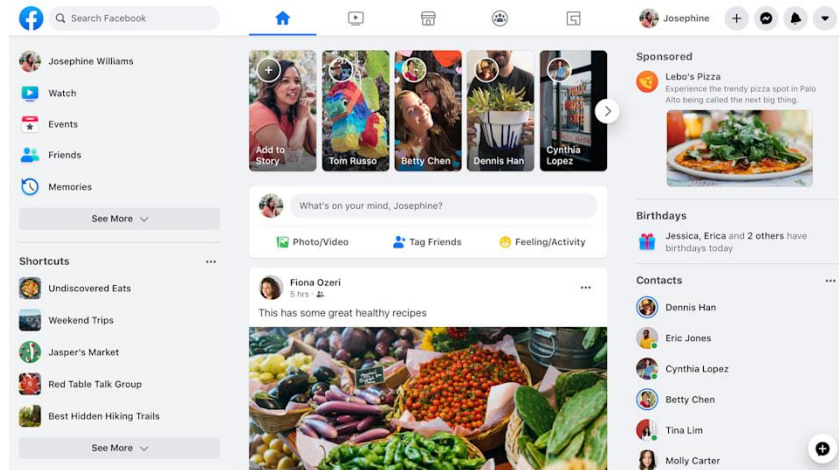 Search Facebook
Josephine
Josephine Williams
Watch
Events
Friends
Memories
See More
Shortcuts
Undiscovered Eats
Weekend Trips
Jasper's Market
Red Table Talk Group
Best Hidden Hiking Trails
See More
Add to
Story
Tom Russo
Betty Chen
Dennis Han
Cynthia
Lopez
What's on your mind, Josephine?
Photo/Video
Tag Friends
Feeling/Activity
Fiona Ozeri
5 hrs ·
This has some great healthy recipes
Sponsored
Lebo's Pizza
Experience the trendy pizza spot in Palo
Alto being called the next big thing.
Birthdays
Jessica, Erica and 2 others have
birthdays today
Contacts
Dennis Han
Eric Jones
Cynthia Lopez
Betty Chen
Tina Lim
Molly Carter